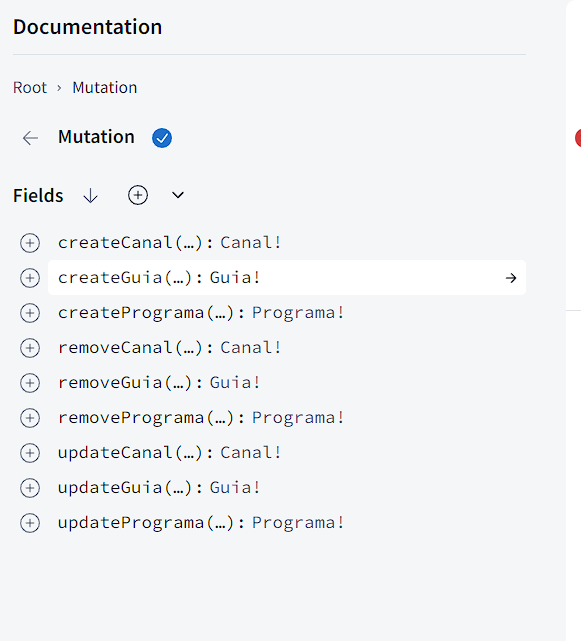 Documentation
Root › Mutation
Mutation
Fields
createCanal(…): Canal!
createGuia(…): Guia!
createPrograma(…): Programa!
removeCanal(…): Canal!
removeGuia(…): Guia!
removePrograma(…): Programa!
updateCanal(…): Canal!
updateGuia(…): Guia!
updatePrograma(…): Programa!